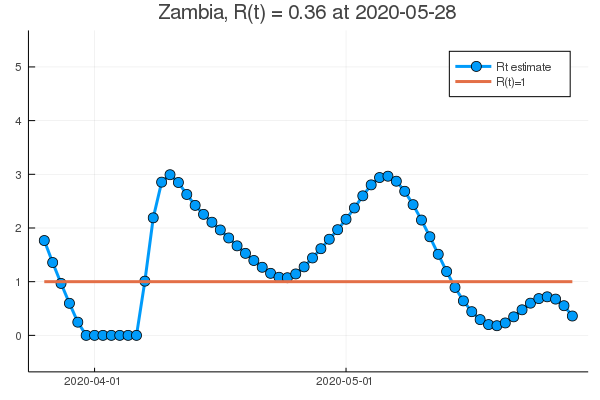 Zambia, R(t) = 0.36 at 2020-05-28
Rt estimate
R(t)=1
5
4
3
2
1
0
2020-04-01
2020-05-01